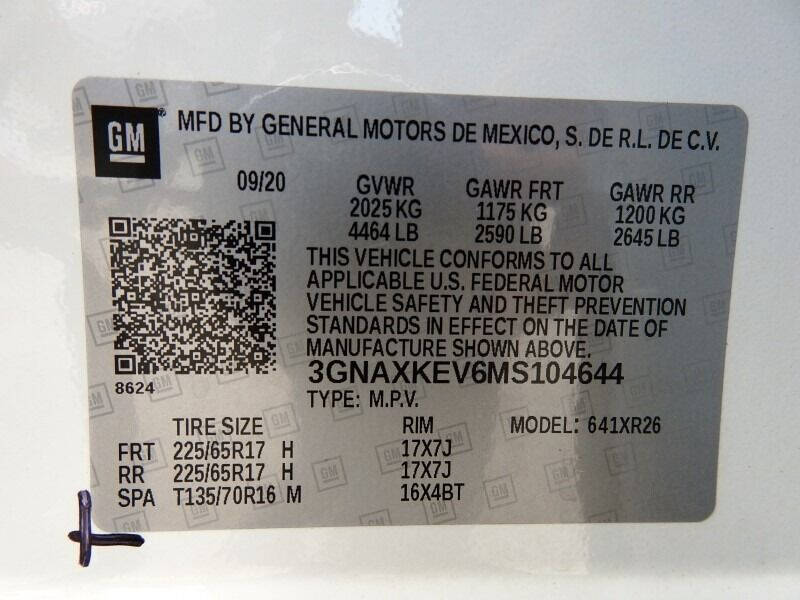 GM ® MFD BY GENERAL MOTORS DE MEXICO, S. DE R.L. DE C.V.
09/20 GVWR GAWR FRT GAWR RR
2025 KG 1175 KG 1200 KG
4464 LB 2590 LB 2645 LB
THIS VEHICLE CONFORMS TO ALL
APPLICABLE U.S. FEDERAL MOTOR
VEHICLE SAFETY AND THEFT PREVENTION
STANDARDS IN EFFECT ON THE DATE OF
MANUFACTURE SHOWN ABOVE.
8624 3GNAXKEV6MS104644
TYPE: M.P.V.
TIRE SIZE RIM MODEL: 641XR26
FRT 225/65R17 H 17X7J
RR 225/65R17 H 17X7J
SPA T135/70R16 M 16X4BT